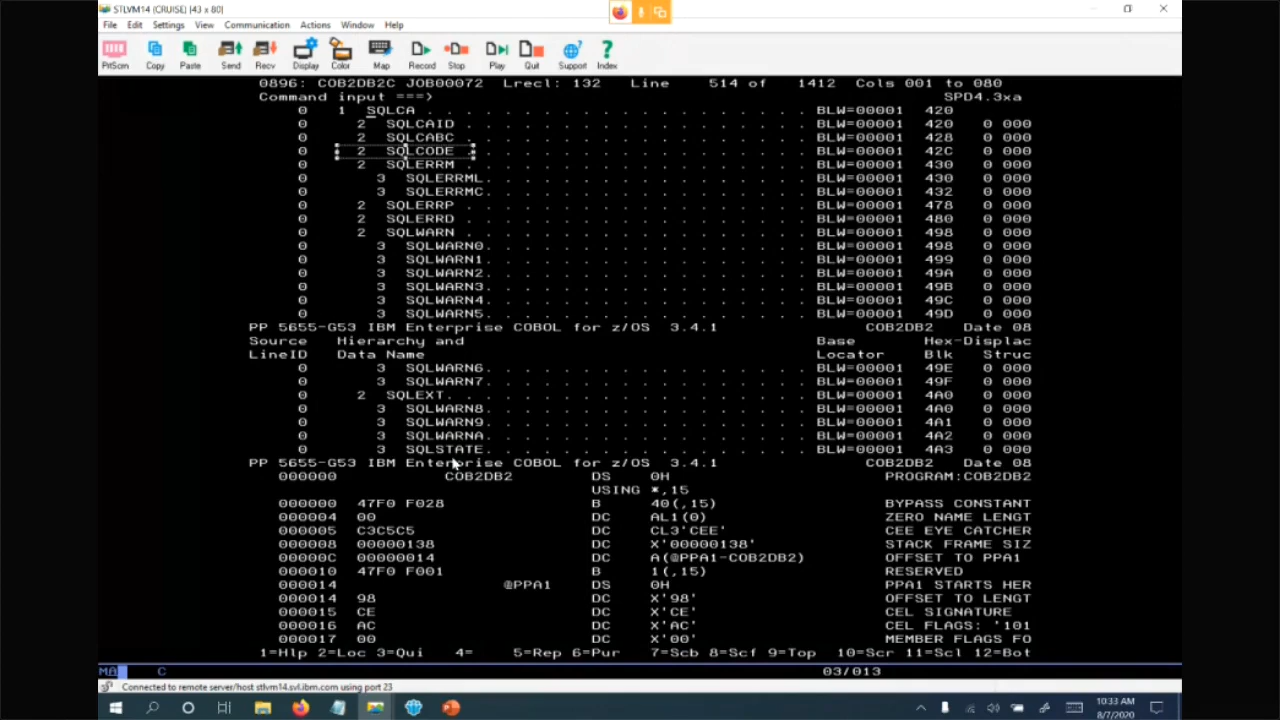 STLVM14 (CRUISE) [43 x 80]
File Edit Settings View Communication Actions Window Help
PrtScrn Copy Paste Send Recv Display Color Map Record Stop Play Quit Support Index
0896: COB2DB2C JOB00072 Lrecl: 132 Line 514 of 1412 Cols 001 to 080
Command input ===> SPD4.3xa
0 1 SQLCA . . . . . . . . . . . . . . . . . . . . BLW=00001 420
0 2 SQLCAID . . . . . . . . . . . . . . . . . . BLW=00001 420 0 000
0 2 SQLCABC . . . . . . . . . . . . . . . . . . BLW=00001 428 0 000
0 2 SQLCODE . . . . . . . . . . . . . . . . . . BLW=00001 42C 0 000
0 2 SQLERRM . . . . . . . . . . . . . . . . . . BLW=00001 430 0 000
0 3 SQLERRML. . . . . . . . . . . . . . . . . BLW=00001 430 0 000
0 3 SQLERRMC. . . . . . . . . . . . . . . . . BLW=00001 432 0 000
0 2 SQLERRP . . . . . . . . . . . . . . . . . . BLW=00001 478 0 000
0 2 SQLERRD . . . . . . . . . . . . . . . . . . BLW=00001 480 0 000
0 2 SQLWARN . . . . . . . . . . . . . . . . . . BLW=00001 498 0 000
0 3 SQLWARN0. . . . . . . . . . . . . . . . . BLW=00001 498 0 000
0 3 SQLWARN1. . . . . . . . . . . . . . . . . BLW=00001 499 0 000
0 3 SQLWARN2. . . . . . . . . . . . . . . . . BLW=00001 49A 0 000
0 3 SQLWARN3. . . . . . . . . . . . . . . . . BLW=00001 49B 0 000
0 3 SQLWARN4. . . . . . . . . . . . . . . . . BLW=00001 49C 0 000
0 3 SQLWARN5. . . . . . . . . . . . . . . . . BLW=00001 49D 0 000
PP 5655-G53 IBM Enterprise COBOL for z/OS 3.4.1 COB2DB2 Date 08
Source Hierarchy and Base Hex-Displac
LineID Data Name Locator Blk Struc
0 3 SQLWARN6. . . . . . . . . . . . . . . . . BLW=00001 49E 0 000
0 3 SQLWARN7. . . . . . . . . . . . . . . . . BLW=00001 49F 0 000
0 2 SQLEXT. . . . . . . . . . . . . . . . . . . BLW=00001 4A0 0 000
0 3 SQLWARN8. . . . . . . . . . . . . . . . . BLW=00001 4A0 0 000
0 3 SQLWARN9. . . . . . . . . . . . . . . . . BLW=00001 4A1 0 000
0 3 SQLWARNA. . . . . . . . . . . . . . . . . BLW=00001 4A2 0 000
0 3 SQLSTATE. . . . . . . . . . . . . . . . . BLW=00001 4A3 0 000
PP 5655-G53 IBM Enterprise COBOL for z/OS 3.4.1 COB2DB2 Date 08
000000 COB2DB2 DS 0H PROGRAM:COB2DB2
USING *,15
000000 47F0 F028 B 40(,15) BYPASS CONSTANT
000004 00 DC AL1(0) ZERO NAME LENGT
000005 C3C5C5 DC CL3'CEE' CEE EYE CATCHER
000008 00000138 DC X'00000138' STACK FRAME SIZ
00000C 00000014 DC A(@PPA1-COB2DB2) OFFSET TO PPA1
000010 47F0 F001 B 1(,15) RESERVED
000014 @PPA1 DS 0H PPA1 STARTS HER
000014 98 DC X'98' OFFSET TO LENGT
000015 CE DC X'CE' CEL SIGNATURE
000016 AC DC X'AC' CEL FLAGS: '101
000017 00 DC X'00' MEMBER FLAGS FO
1=Hlp 2=Loc 3=Qui 4= 5=Rep 6=Pur 7=Scb 8=Scf 9=Top 10=Scr 11=Scl 12=Bot
MA C 03/013
Connected to remote server/host stlvm14.svl.ibm.com using port 23
10:33 AM
8/7/2020